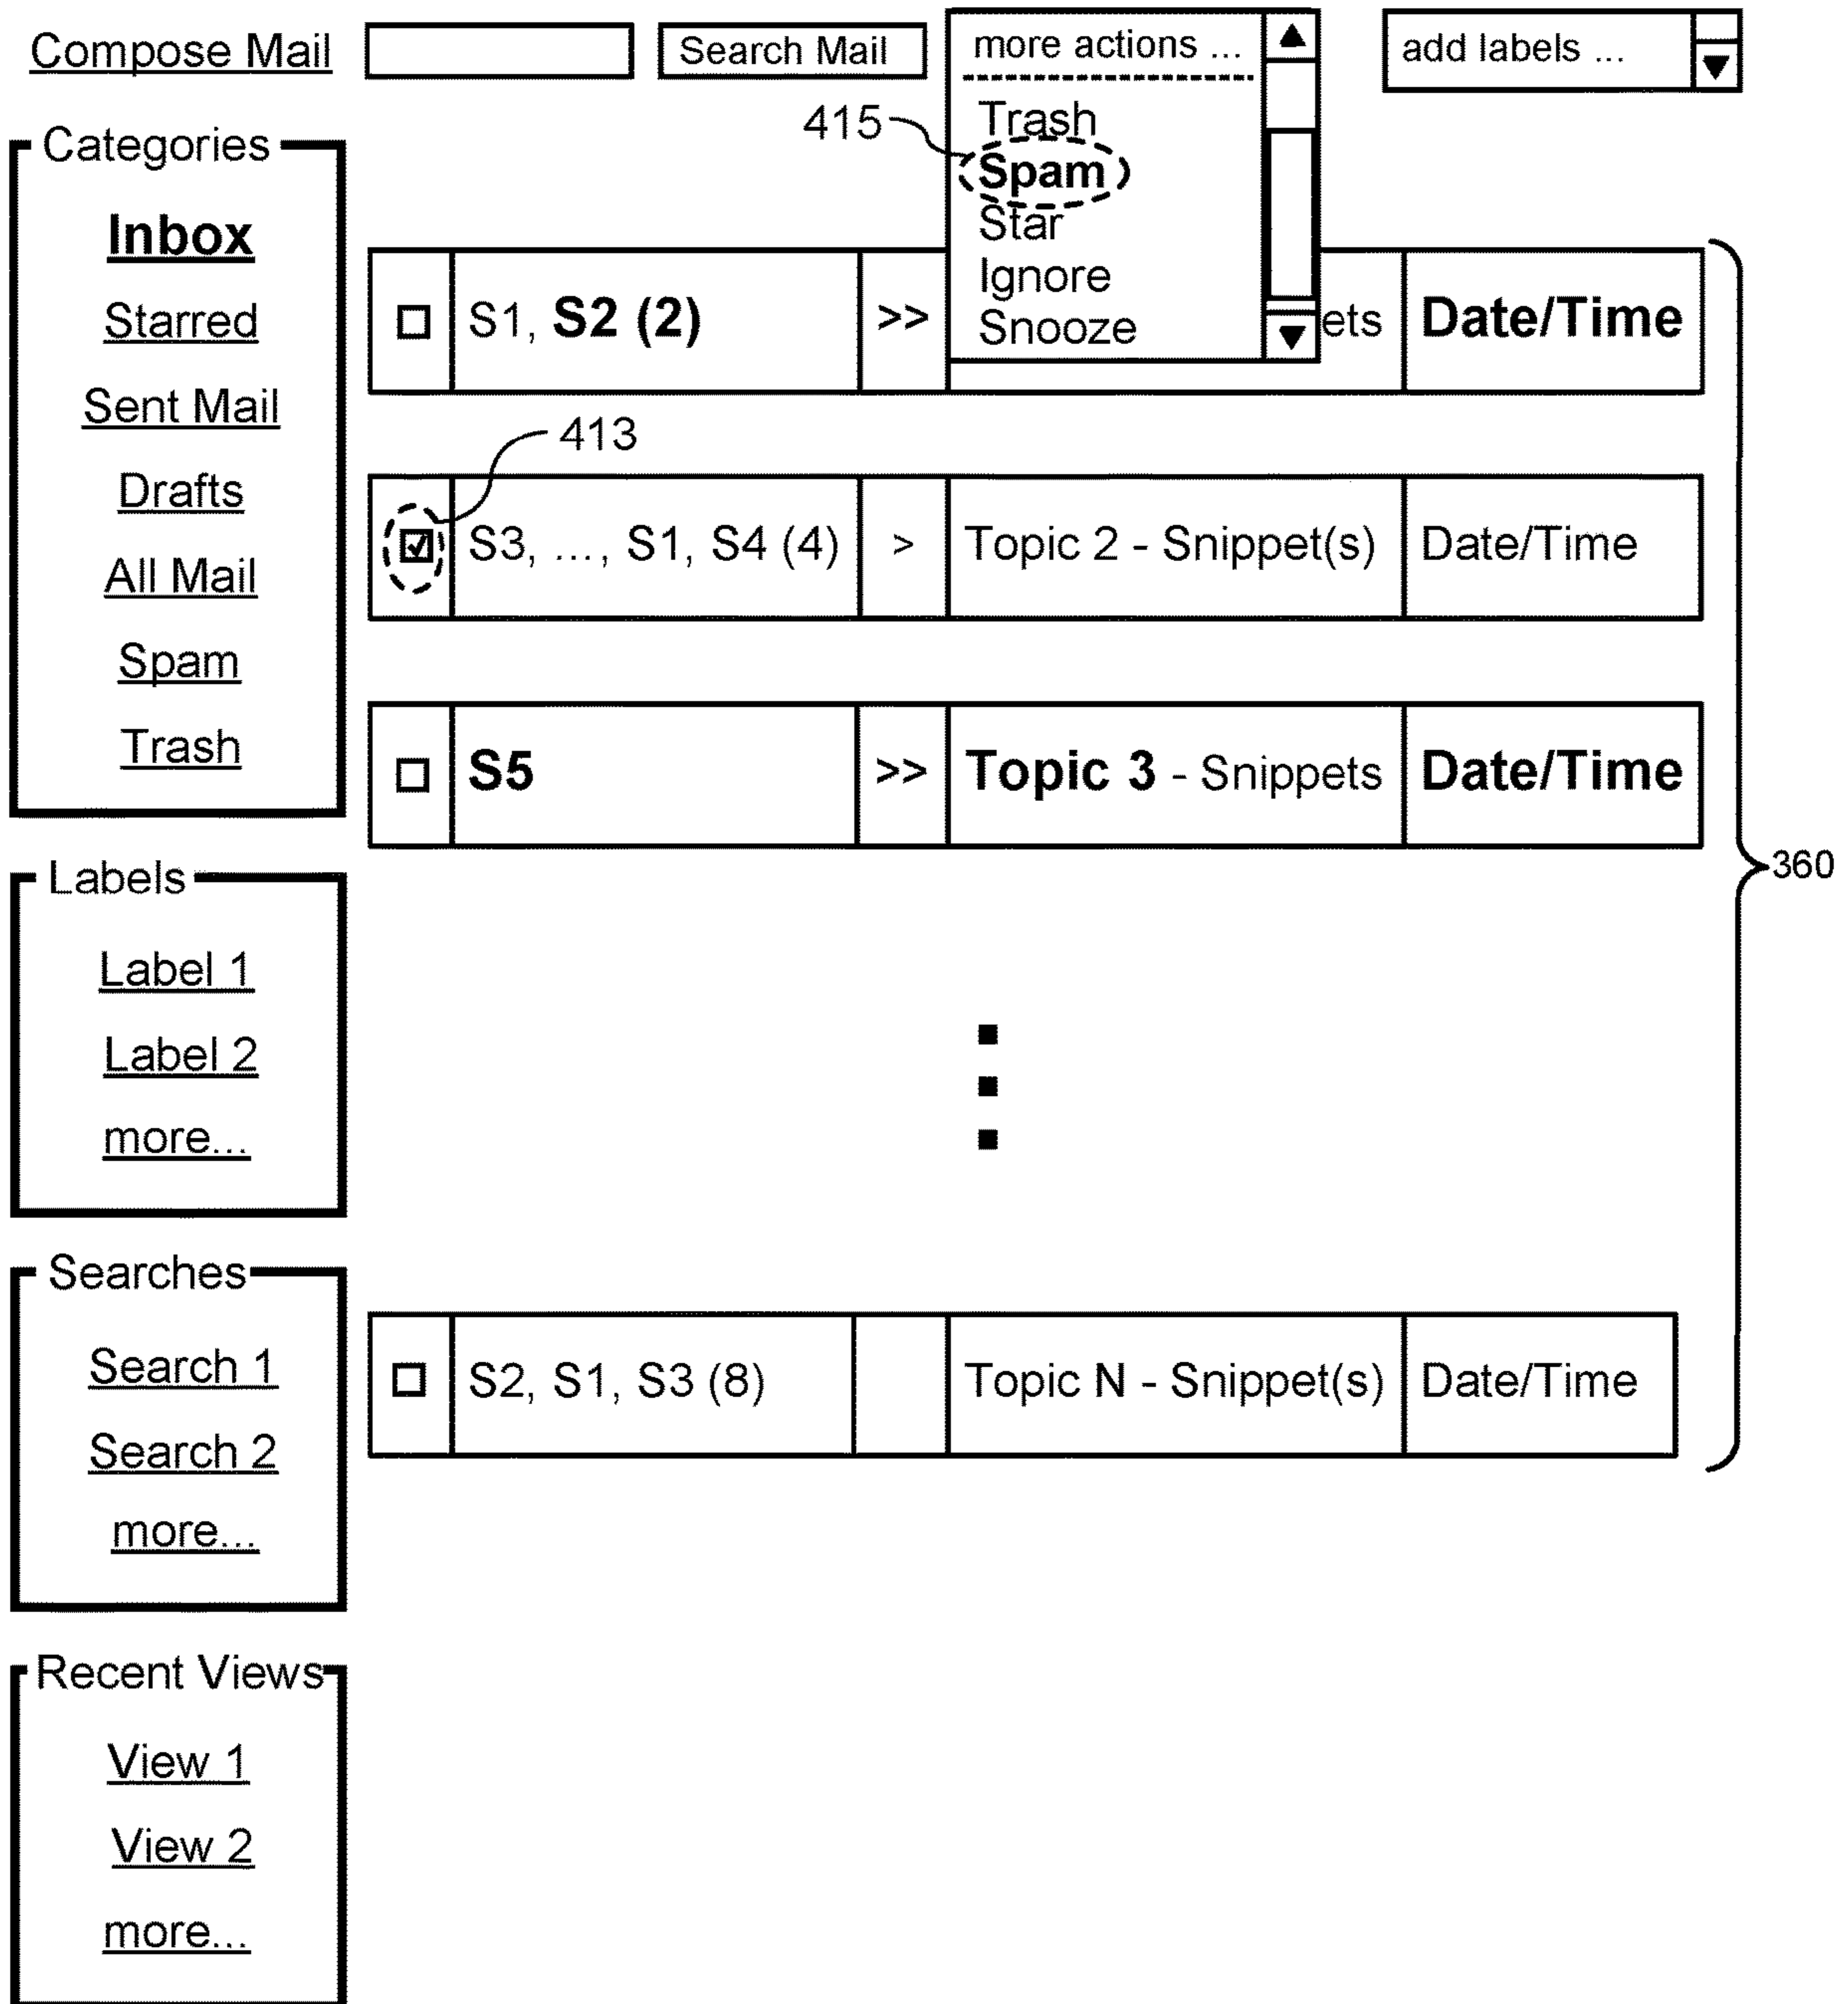 Compose Mail
Search Mail
more actions ...
add labels ...
Trash
Spam
Star
Ignore
Snooze
415
Categories
Inbox
Starred
Sent Mail
Drafts
All Mail
Spam
Trash
S1, S2 (2) >> ets Date/Time
413
S3, ..., S1, S4 (4) > Topic 2 - Snippet(s) Date/Time
S5 >> Topic 3 - Snippets Date/Time
360
Labels
Label 1
Label 2
more...
Searches
Search 1
Search 2
more...
S2, S1, S3 (8) Topic N - Snippet(s) Date/Time
Recent Views
View 1
View 2
more...